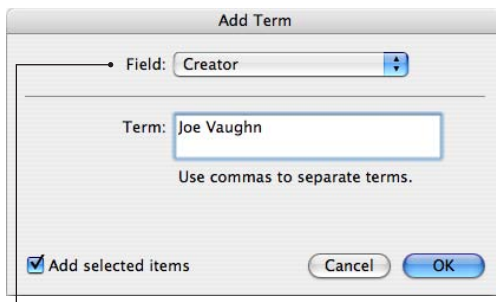 Add Term
Field: Creator
Term: Joe Vaughn
Use commas to separate terms.
Add selected items Cancel OK